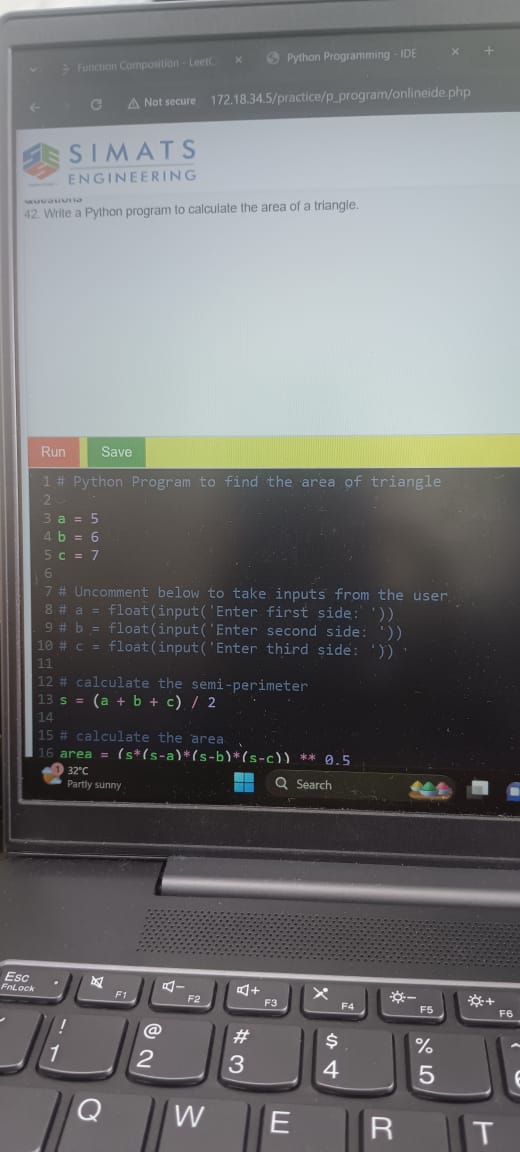 Function Composition - Leet
Python Programming - IDE
Not secure 172.18.34.5/practice/p_program/onlineide.php
SIMATS
ENGINEERING
42. Write a Python program to calculate the area of a triangle.
Run Save
1 # Python Program to find the area of triangle
2
3 a = 5
4 b = 6
5 c = 7
6
7 # Uncomment below to take inputs from the user
8 # a = float(input('Enter first side: '))
9 # b = float(input('Enter second side: '))
10 # c = float(input('Enter third side: '))
11
12 # calculate the semi-perimeter
13 s = (a + b + c) / 2
14
15 # calculate the area
16 area = (s*(s-a)*(s-b)*(s-c)) ** 0.5
1
32°C
Partly sunny
Search
Esc
FnLock
F1
F2
F3
F4
F5
F6
! 1
@ 2
# 3
$ 4
% 5
Q W E R T